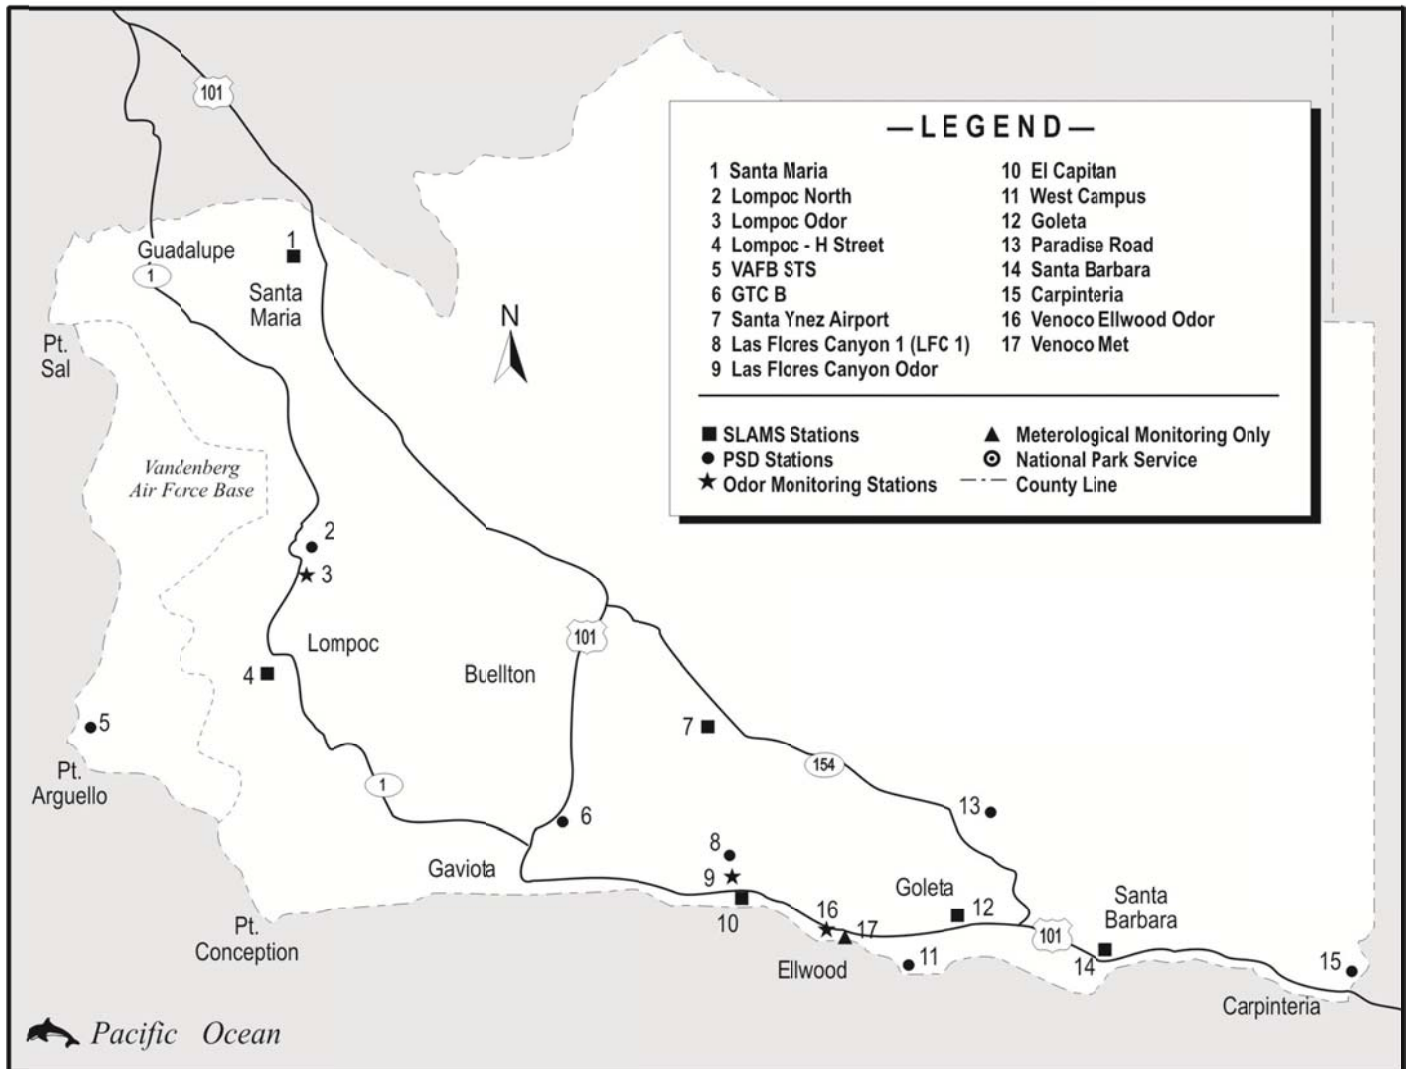 101
— L E G E N D —
1 Santa Maria
2 Lompoc North
3 Lompoc Odor
4 Lompoc - H Street
5 VAFB STS
6 GTC B
7 Santa Ynez Airport
8 Las Flores Canyon 1 (LFC 1)
9 Las Flores Canyon Odor
10 El Capitan
11 West Campus
12 Goleta
13 Paradise Road
14 Santa Barbara
15 Carpinteria
16 Venoco Ellwood Odor
17 Venoco Met
SLAMS Stations
PSD Stations
Odor Monitoring Stations
Meterological Monitoring Only
National Park Service
County Line
Guadalupe
1
1
Santa
Maria
N
Pt.
Sal
Vandenberg
Air Force Base
2
3
Lompoc
4
Buellton
101
5
Pt.
Arguello
7
154
1
6
13
8
9
Gaviota
10
Goleta
12
16
17
Santa
Barbara
101
14
11
Ellwood
15
Carpinteria
Pt.
Conception
Pacific Ocean